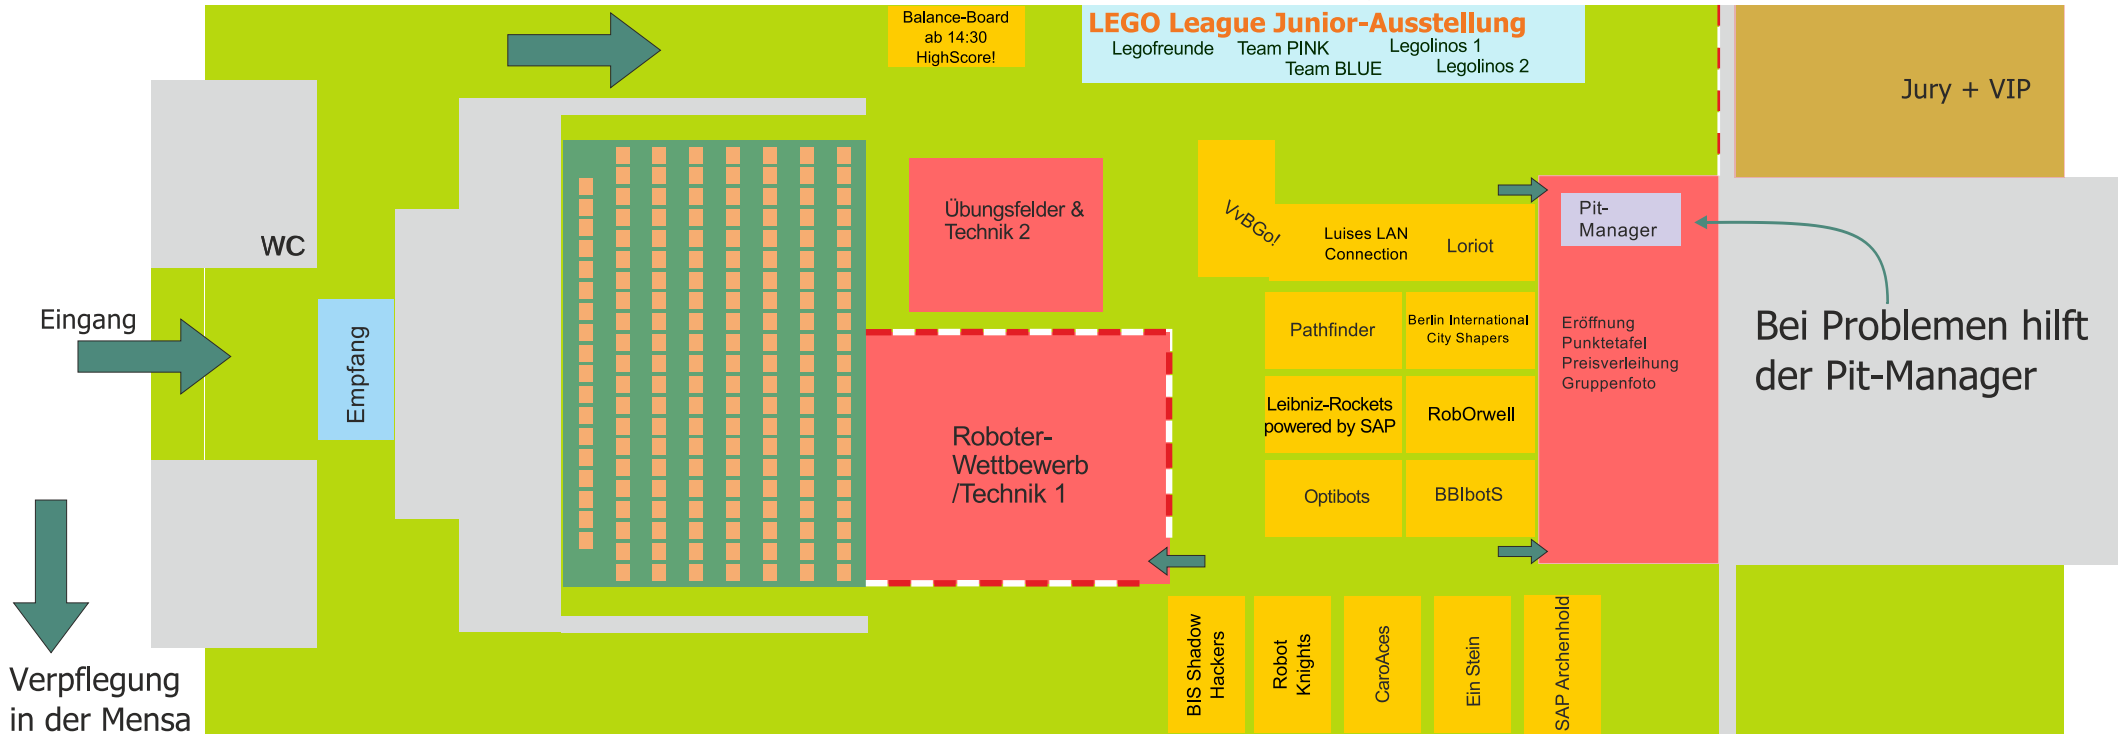 Balance-Board
ab 14:30
HighScore!
LEGO League Junior-Ausstellung
Legofreunde
Team PINK
Team BLUE
Legolinos 1
Legolinos 2
Jury + VIP
WC
Eingang
Empfang
Verpflegung
in der Mensa
Übungsfelder &
Technik 2
Roboter-
Wettbewerb
/Technik 1
VvBGo!
Luises LAN
Connection
Loriot
Pathfinder
Berlin International
City Shapers
Leibniz-Rockets
powered by SAP
RobOrwell
Optibots
BBIbotS
Pit-
Manager
Eröffnung
Punktetafel
Preisverleihung
Gruppenfoto
Bei Problemen hilft
der Pit-Manager
BIS Shadow
Hackers
Robot
Knights
CaroAces
Ein Stein
SAP Archenhold